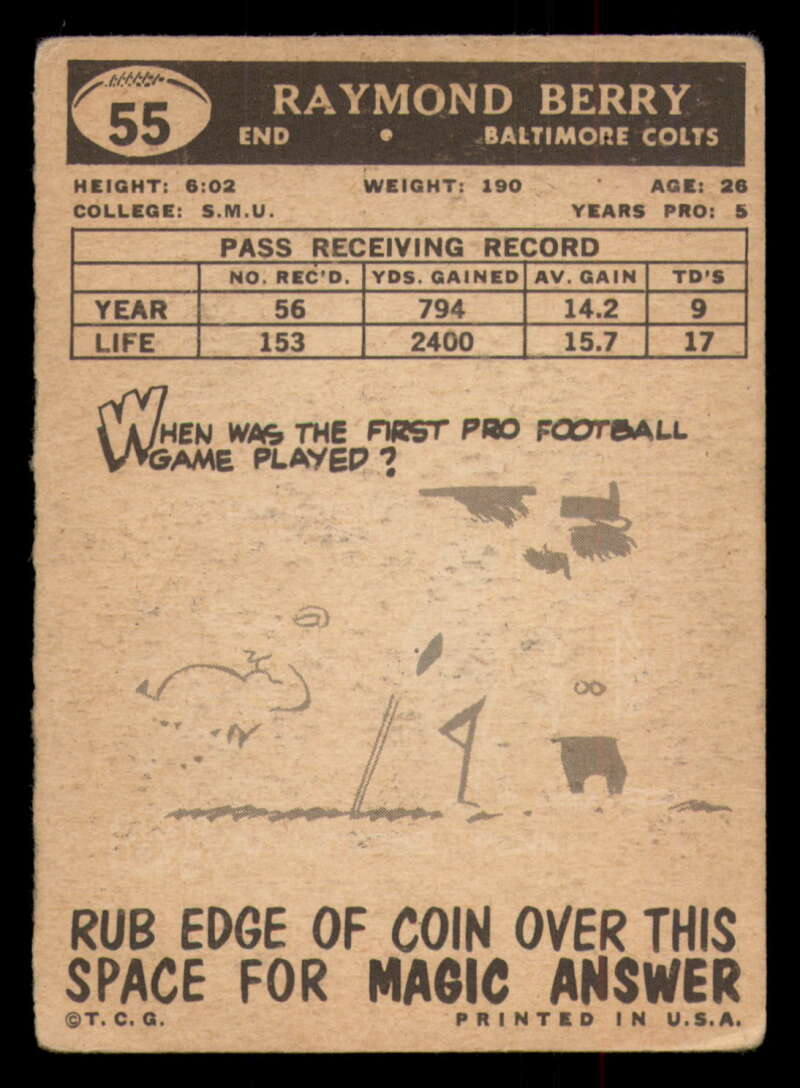 55
RAYMOND BERRY
END • BALTIMORE COLTS
HEIGHT: 6:02 WEIGHT: 190 AGE: 26
COLLEGE: S.M.U. YEARS PRO: 5
PASS RECEIVING RECORD
NO. REC'D. YDS. GAINED AV. GAIN TD'S
YEAR 56 794 14.2 9
LIFE 153 2400 15.7 17
WHEN WAS THE FIRST PRO FOOTBALL
GAME PLAYED?
RUB EDGE OF COIN OVER THIS
SPACE FOR MAGIC ANSWER
©T.C.G. PRINTED IN U.S.A.